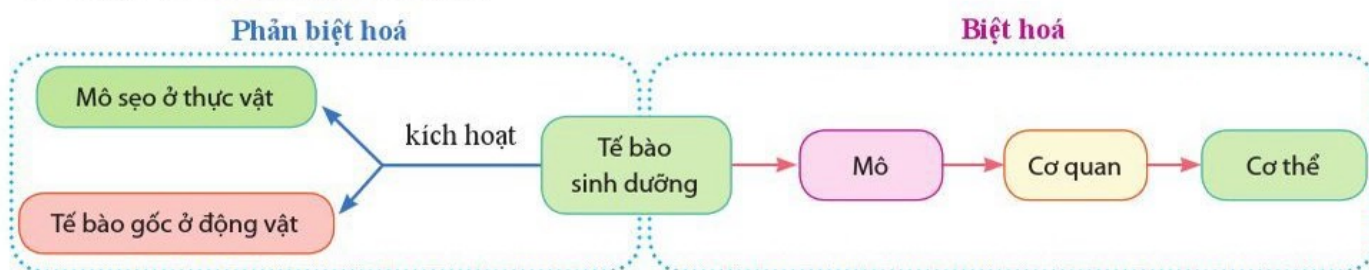 Phản biệt hoá
Biệt hoá
Mô sẹo ở thực vật
kích hoạt
Tế bào
sinh dưỡng
Mô
Cơ quan
Cơ thể
Tế bào gốc ở động vật